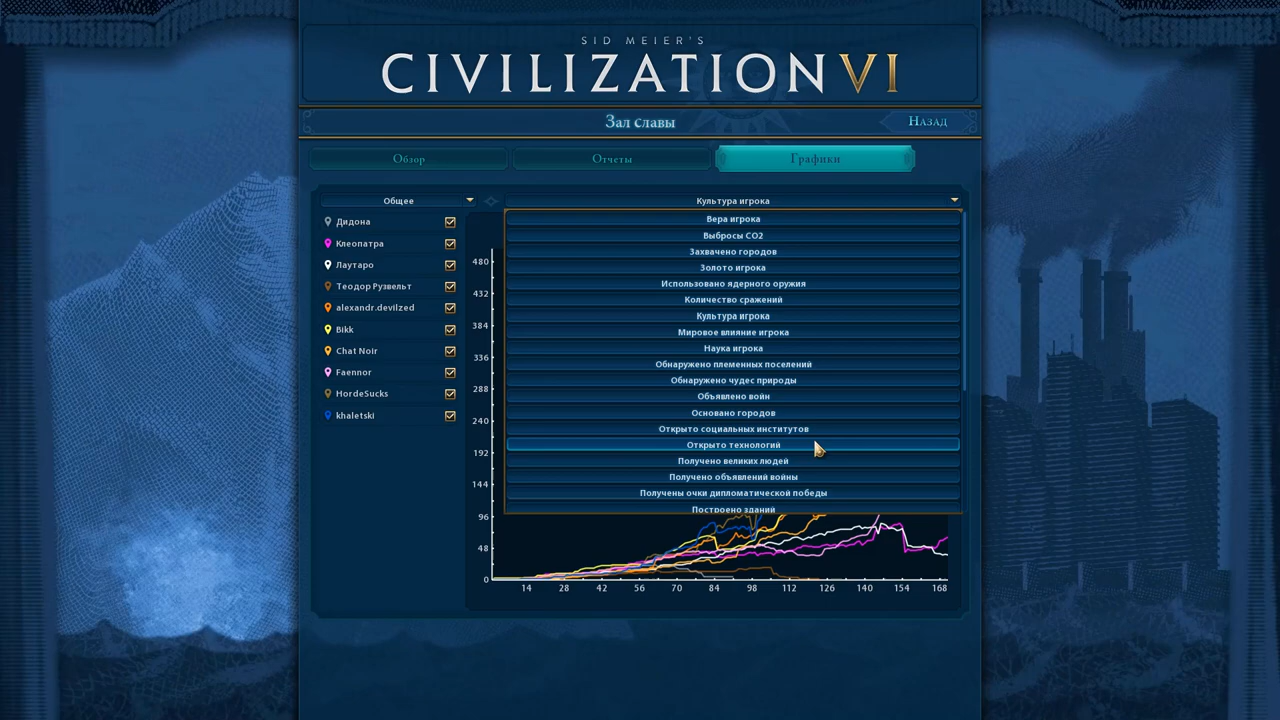 SID MEIER'S
CIVILIZATION VI
Зал славы
Назад
Обзор
Отчеты
Графики
Общее
Культура игрока
Дидона
Клеопатра
Лаутаро
Теодор Рузвельт
alexandr.devilzed
Bikk
Chat Noir
Faennor
HordeSucks
khaletski
Вера игрока
Выбросы CO2
Захвачено городов
Золото игрока
Использовано ядерного оружия
Количество сражений
Культура игрока
Мировое влияние игрока
Наука игрока
Обнаружено племенных поселений
Обнаружено чудес природы
Объявлено войн
Основано городов
Открыто социальных институтов
Открыто технологий
Получено великих людей
Получено объявлений войны
Получены очки дипломатической победы
Построено зданий
480
432
384
336
288
240
192
144
96
48
0
14 28 42 56 70 84 98 112 126 140 154 168